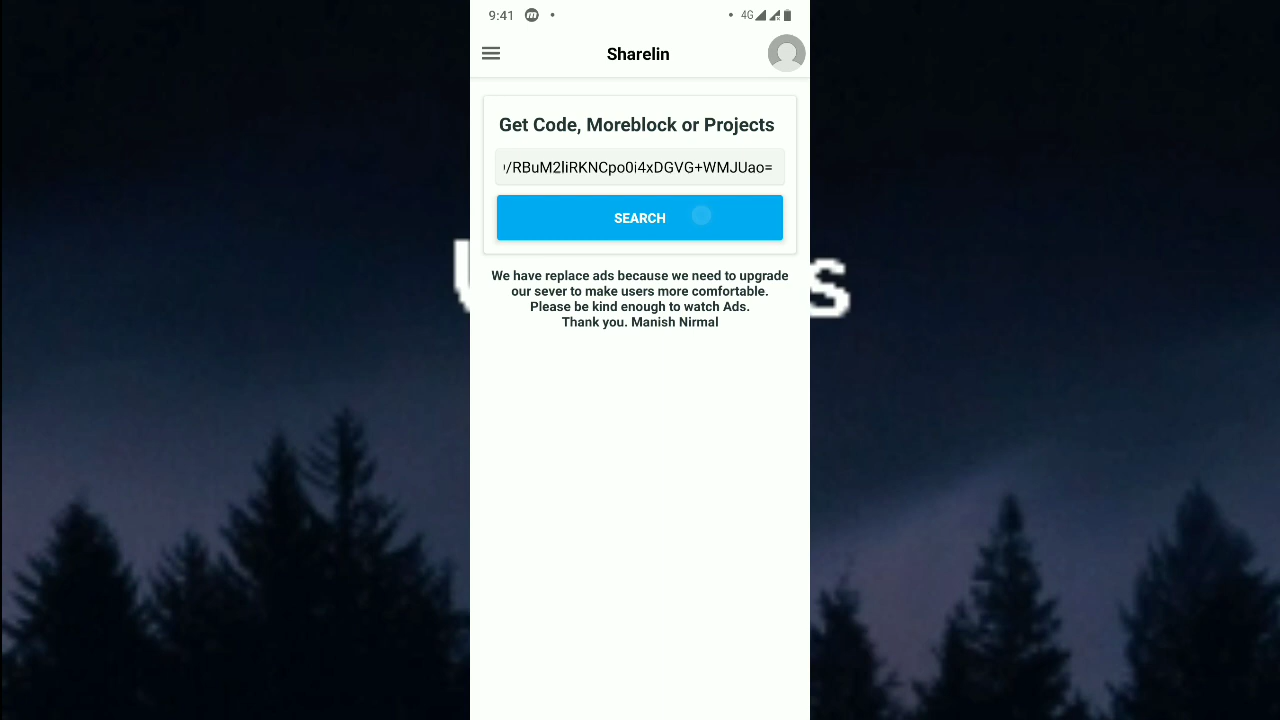 9:41
4G
Sharelin
Get Code, Moreblock or Projects
/RBuM2liRKNCpo0i4xDGVG+WMJUao=
SEARCH
We have replace ads because we need to upgrade
our sever to make users more comfortable.
Please be kind enough to watch Ads.
Thank you. Manish Nirmal